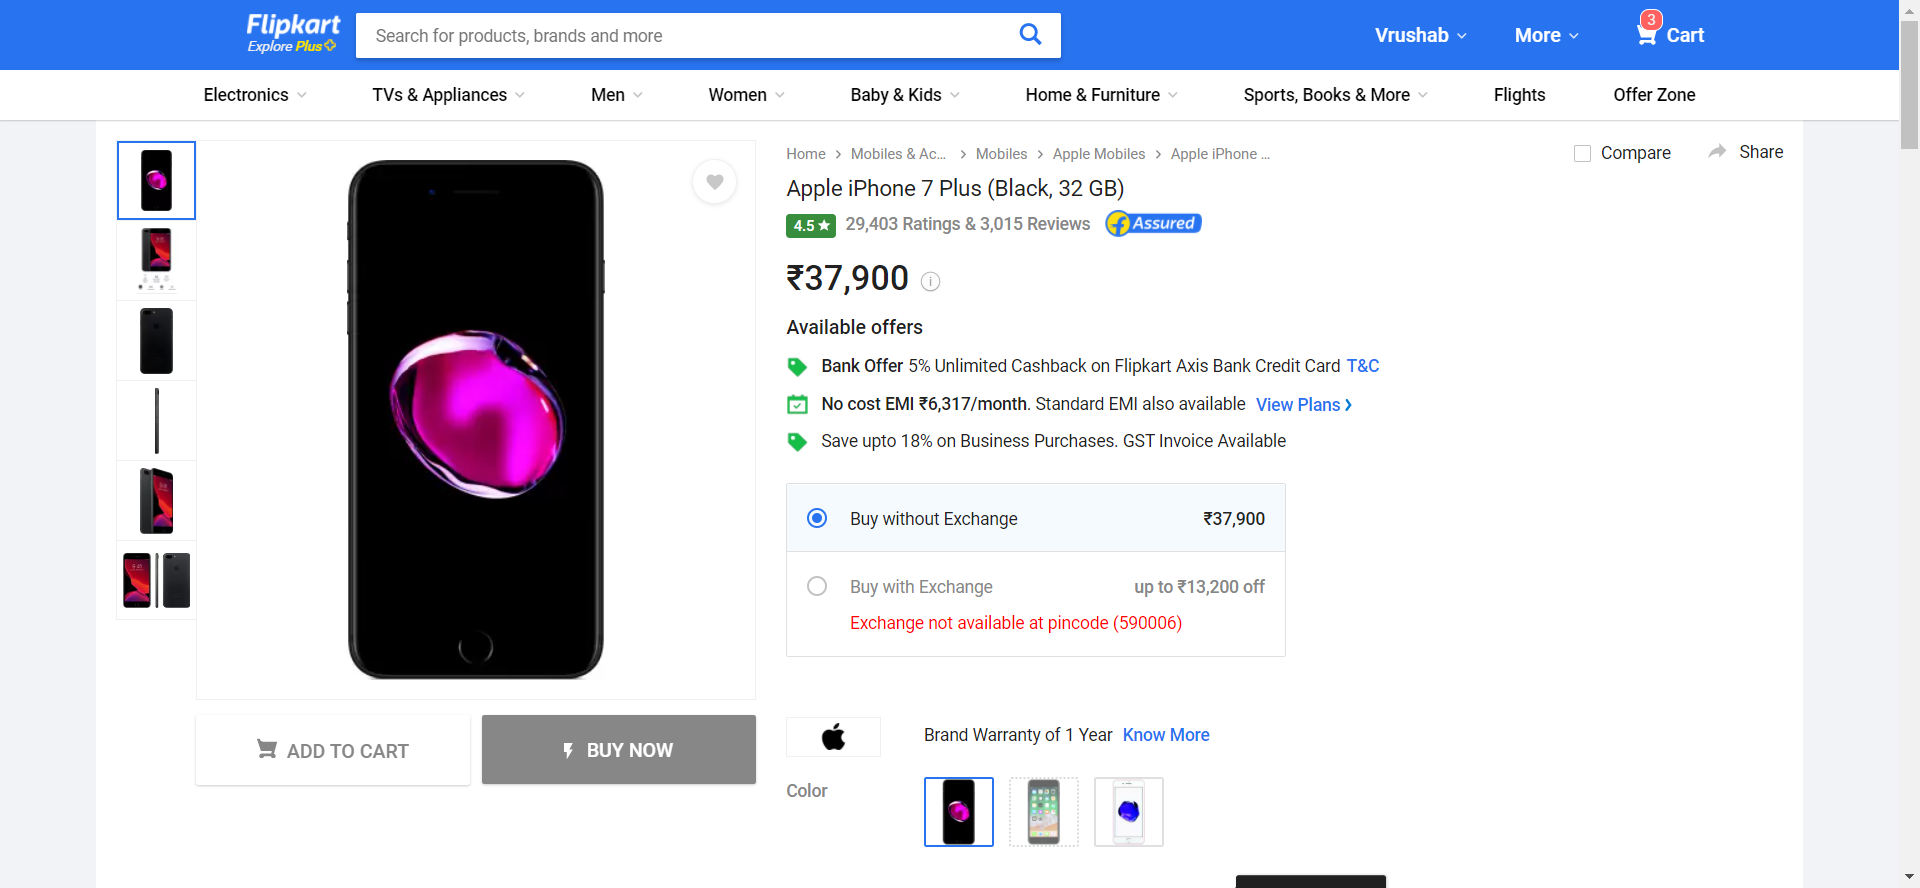 Flipkart
Explore Plus
Search for products, brands and more
Vrushab
More
3
Cart
Electronics
TVs & Appliances
Men
Women
Baby & Kids
Home & Furniture
Sports, Books & More
Flights
Offer Zone
Home
Mobiles & Ac...
Mobiles
Apple Mobiles
Apple iPhone ...
Compare
Share
Apple iPhone 7 Plus (Black, 32 GB)
4.5 ★
29,403 Ratings & 3,015 Reviews
f Assured
₹37,900
i
Available offers
Bank Offer 5% Unlimited Cashback on Flipkart Axis Bank Credit Card T&C
No cost EMI ₹6,317/month. Standard EMI also available View Plans
Save upto 18% on Business Purchases. GST Invoice Available
Buy without Exchange
₹37,900
Buy with Exchange
up to ₹13,200 off
Exchange not available at pincode (590006)
ADD TO CART
BUY NOW
Brand Warranty of 1 Year Know More
Color